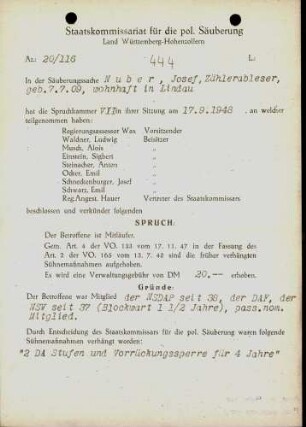 Staatskommissariat für die pol. Säuberung
Land Württemberg-Hohenzollern
Az: 20/116 444 L:
In der Säuberungssache Nuber, Josef, Zählerableser,
geb. 7.7.09, wohnhaft in Lindau
hat die Spruchkammer VII in ihrer Sitzung am 17.9.1948 , an welcher
teilgenommen haben:
Regierungsassessor Wax Vorsitzender
Waldner, Ludwig Beisitzer
Musch, Alois "
Einstein, Sigbert "
Steinacher, Anton "
Ocker, Emil "
Schneckenburger, Josef "
Schwarz, Emil "
Reg.Angest. Hauer Vertreter des Staatskommissars
beschlossen und verkündet folgenden
SPRUCH:
Der Betroffene ist Mitläufer.
Gem. Art. 4 der VO. 133 vom 17. 11. 47 in der Fassung des
Art. 2 der VO. 165 vom 13. 7. 48 sind die früher verhängten
Sühnemaßnahmen aufgehoben.
Es wird eine Verwaltungsgebühr von DM 20.-- erhoben.
Gründe:
Der Betroffene war Mitglied der NSDAP seit 38, der DAF, der
NSV seit 37 (Blockwart 1 1/2 Jahre), pass.nom.
Mitglied.
Durch Entscheidung des Staatskommissars für die pol. Säuberung waren folgende
Sühnemaßnahmen verhängt worden:
"2 DA Stufen und Vorrückungssperre für 4 Jahre"